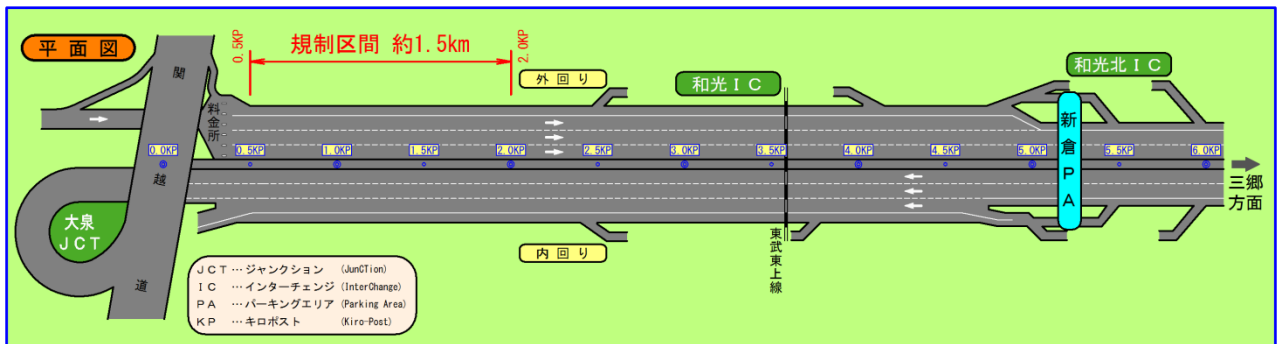 平面図
0.5KP
規制区間 約1.5km
2.0KP
外回り
和光IC
和光北IC
関越道
料金所
新倉PA
0.0KP
0.5KP
1.0KP
1.5KP
2.0KP
2.5KP
3.0KP
3.5KP
4.0KP
4.5KP
5.0KP
5.5KP
6.0KP
三郷
方面
大泉
JCT
内回り
東武東上線
JCT…ジャンクション (JunCTion)
IC…インターチェンジ (InterChange)
PA…パーキングエリア (Parking Area)
KP…キロポスト (Kiro-Post)